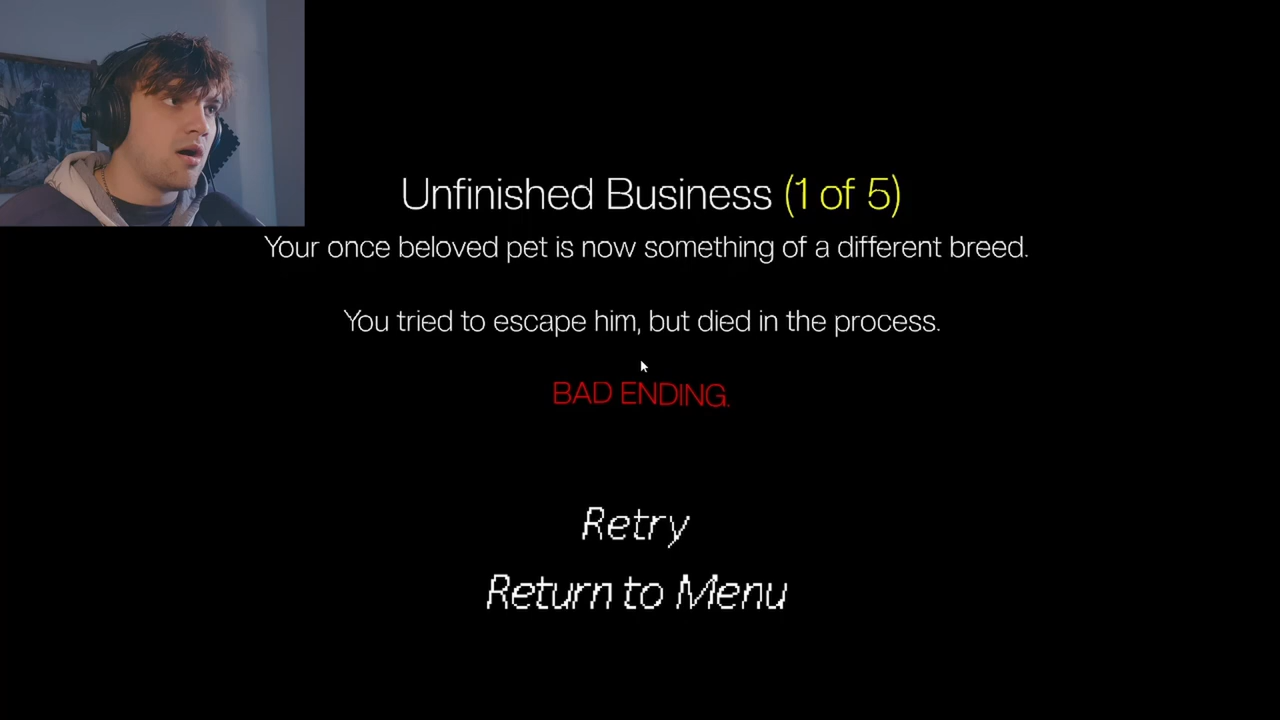 Unfinished Business (1 of 5)
Your once beloved pet is now something of a different breed.
You tried to escape him, but died in the process.
BAD ENDING.
Retry
Return to Menu